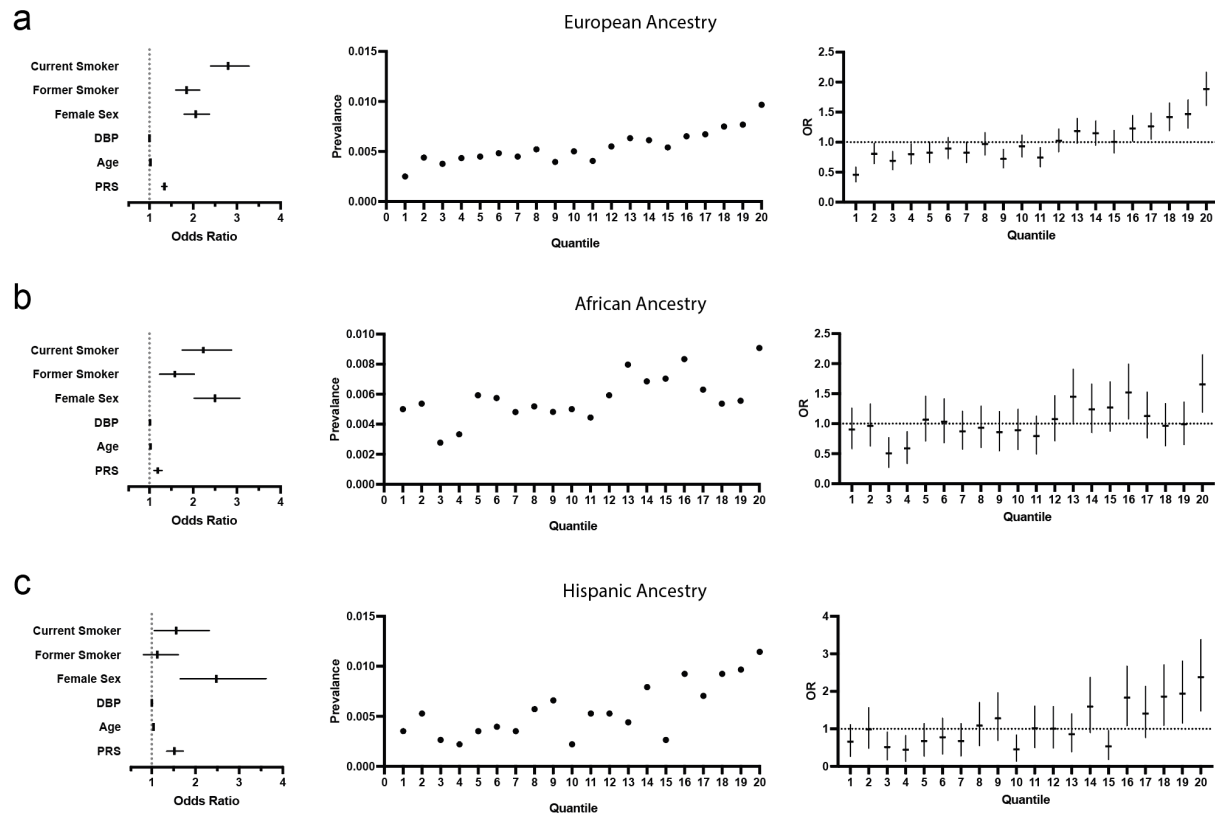 a
European Ancestry
Current Smoker
Former Smoker
Female Sex
DBP
Age
PRS
1 2 3 4
Odds Ratio
Prevalance
0.015
0.010
0.005
0.000
0 1 2 3 4 5 6 7 8 9 10 11 12 13 14 15 16 17 18 19 20
Quantile
OR
2.5
2.0
1.5
1.0
0.5
0.0
1 2 3 4 5 6 7 8 9 10 11 12 13 14 15 16 17 18 19 20
Quantile
b
African Ancestry
Current Smoker
Former Smoker
Female Sex
DBP
Age
PRS
1 2 3 4
Odds Ratio
Prevalance
0.010
0.008
0.006
0.004
0.002
0.000
0 1 2 3 4 5 6 7 8 9 10 11 12 13 14 15 16 17 18 19 20
Quantile
OR
2.5
2.0
1.5
1.0
0.5
0.0
1 2 3 4 5 6 7 8 9 10 11 12 13 14 15 16 17 18 19 20
Quantile
c
Hispanic Ancestry
Current Smoker
Former Smoker
Female Sex
DBP
Age
PRS
1 2 3 4
Odds Ratio
Prevalance
0.015
0.010
0.005
0.000
0 1 2 3 4 5 6 7 8 9 10 11 12 13 14 15 16 17 18 19 20
Quantile
OR
4
3
2
1
0
1 2 3 4 5 6 7 8 9 10 11 12 13 14 15 16 17 18 19 20
Quantile